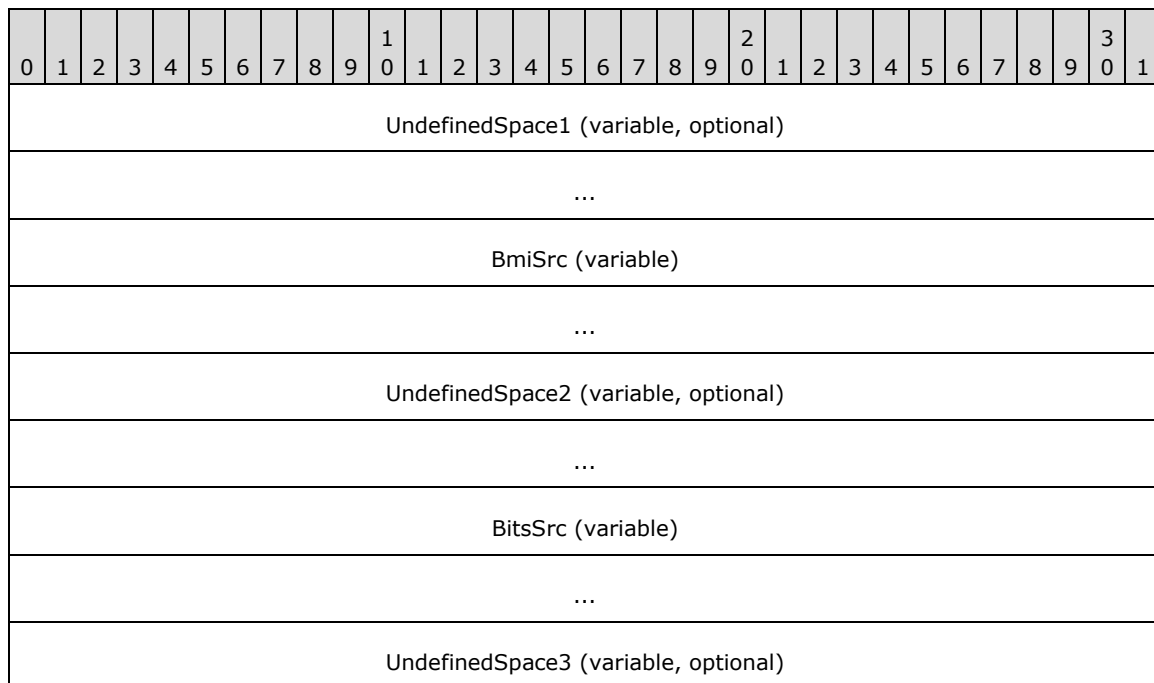 1 2 3
0 1 2 3 4 5 6 7 8 9 0 1 2 3 4 5 6 7 8 9 0 1 2 3 4 5 6 7 8 9 0 1
UndefinedSpace1 (variable, optional)
...
BmiSrc (variable)
...
UndefinedSpace2 (variable, optional)
...
BitsSrc (variable)
...
UndefinedSpace3 (variable, optional)